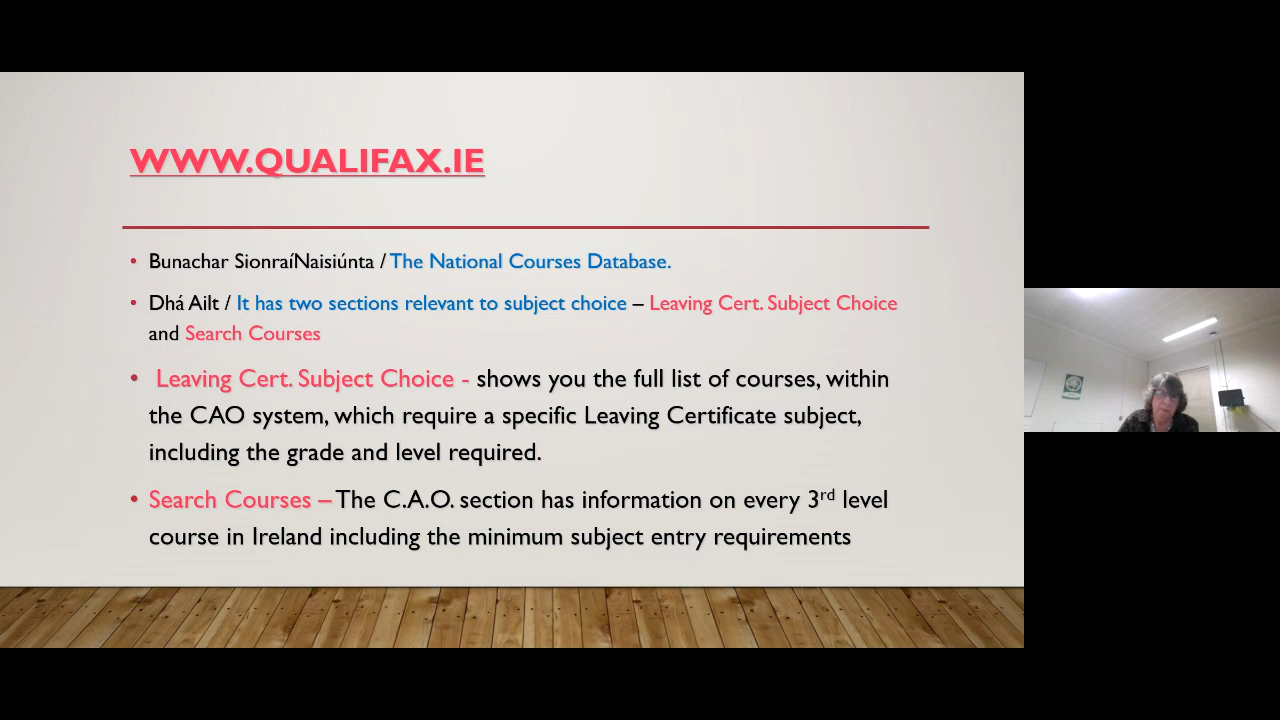 WWW.QUALIFAX.IE
• Bunachar SionraíNaisiúnta / The National Courses Database.
• Dhá Ailt / It has two sections relevant to subject choice – Leaving Cert. Subject Choice
and Search Courses
• Leaving Cert. Subject Choice - shows you the full list of courses, within
the CAO system, which require a specific Leaving Certificate subject,
including the grade and level required.
• Search Courses – The C.A.O. section has information on every 3rd level
course in Ireland including the minimum subject entry requirements